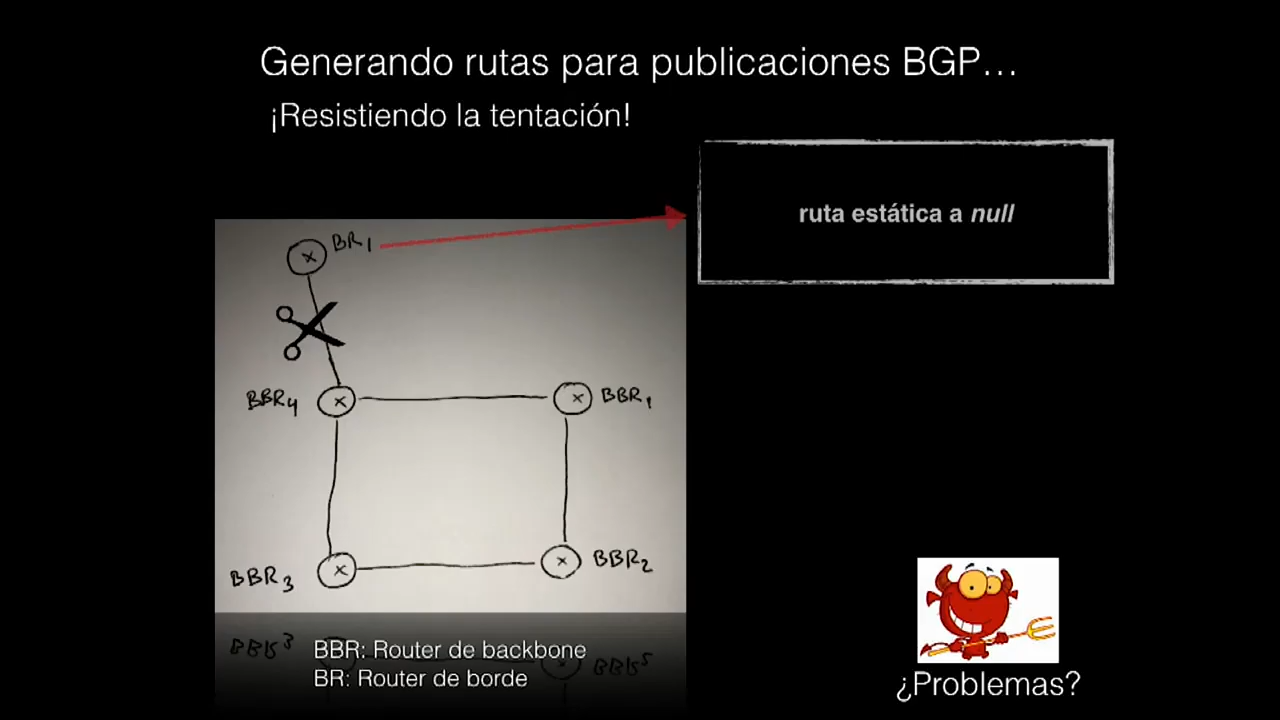 Generando rutas para publicaciones BGP...
¡Resistiendo la tentación!
ruta estática a null
BR1
BBR4
BBR1
BBR3
BBR2
BBR: Router de backbone
BR: Router de borde
¿Problemas?